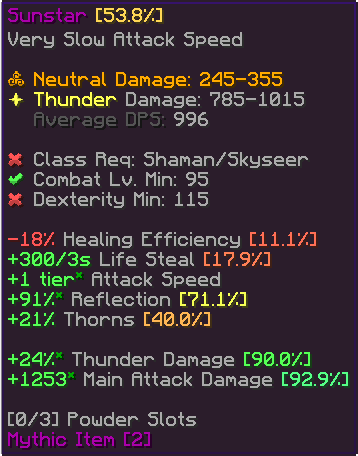 Sunstar [53.8%]
Very Slow Attack Speed
Neutral Damage: 245-355
✦ Thunder Damage: 785-1015
Average DPS: 996
✖ Class Req: Shaman/Skyseer
✔ Combat Lv. Min: 95
✖ Dexterity Min: 115
-18% Healing Efficiency [11.1%]
+300/3s Life Steal [17.9%]
+1 tier* Attack Speed
+91%* Reflection [71.1%]
+21% Thorns [40.0%]
+24%* Thunder Damage [90.0%]
+1253* Main Attack Damage [92.9%]
[0/3] Powder Slots
Mythic Item [2]